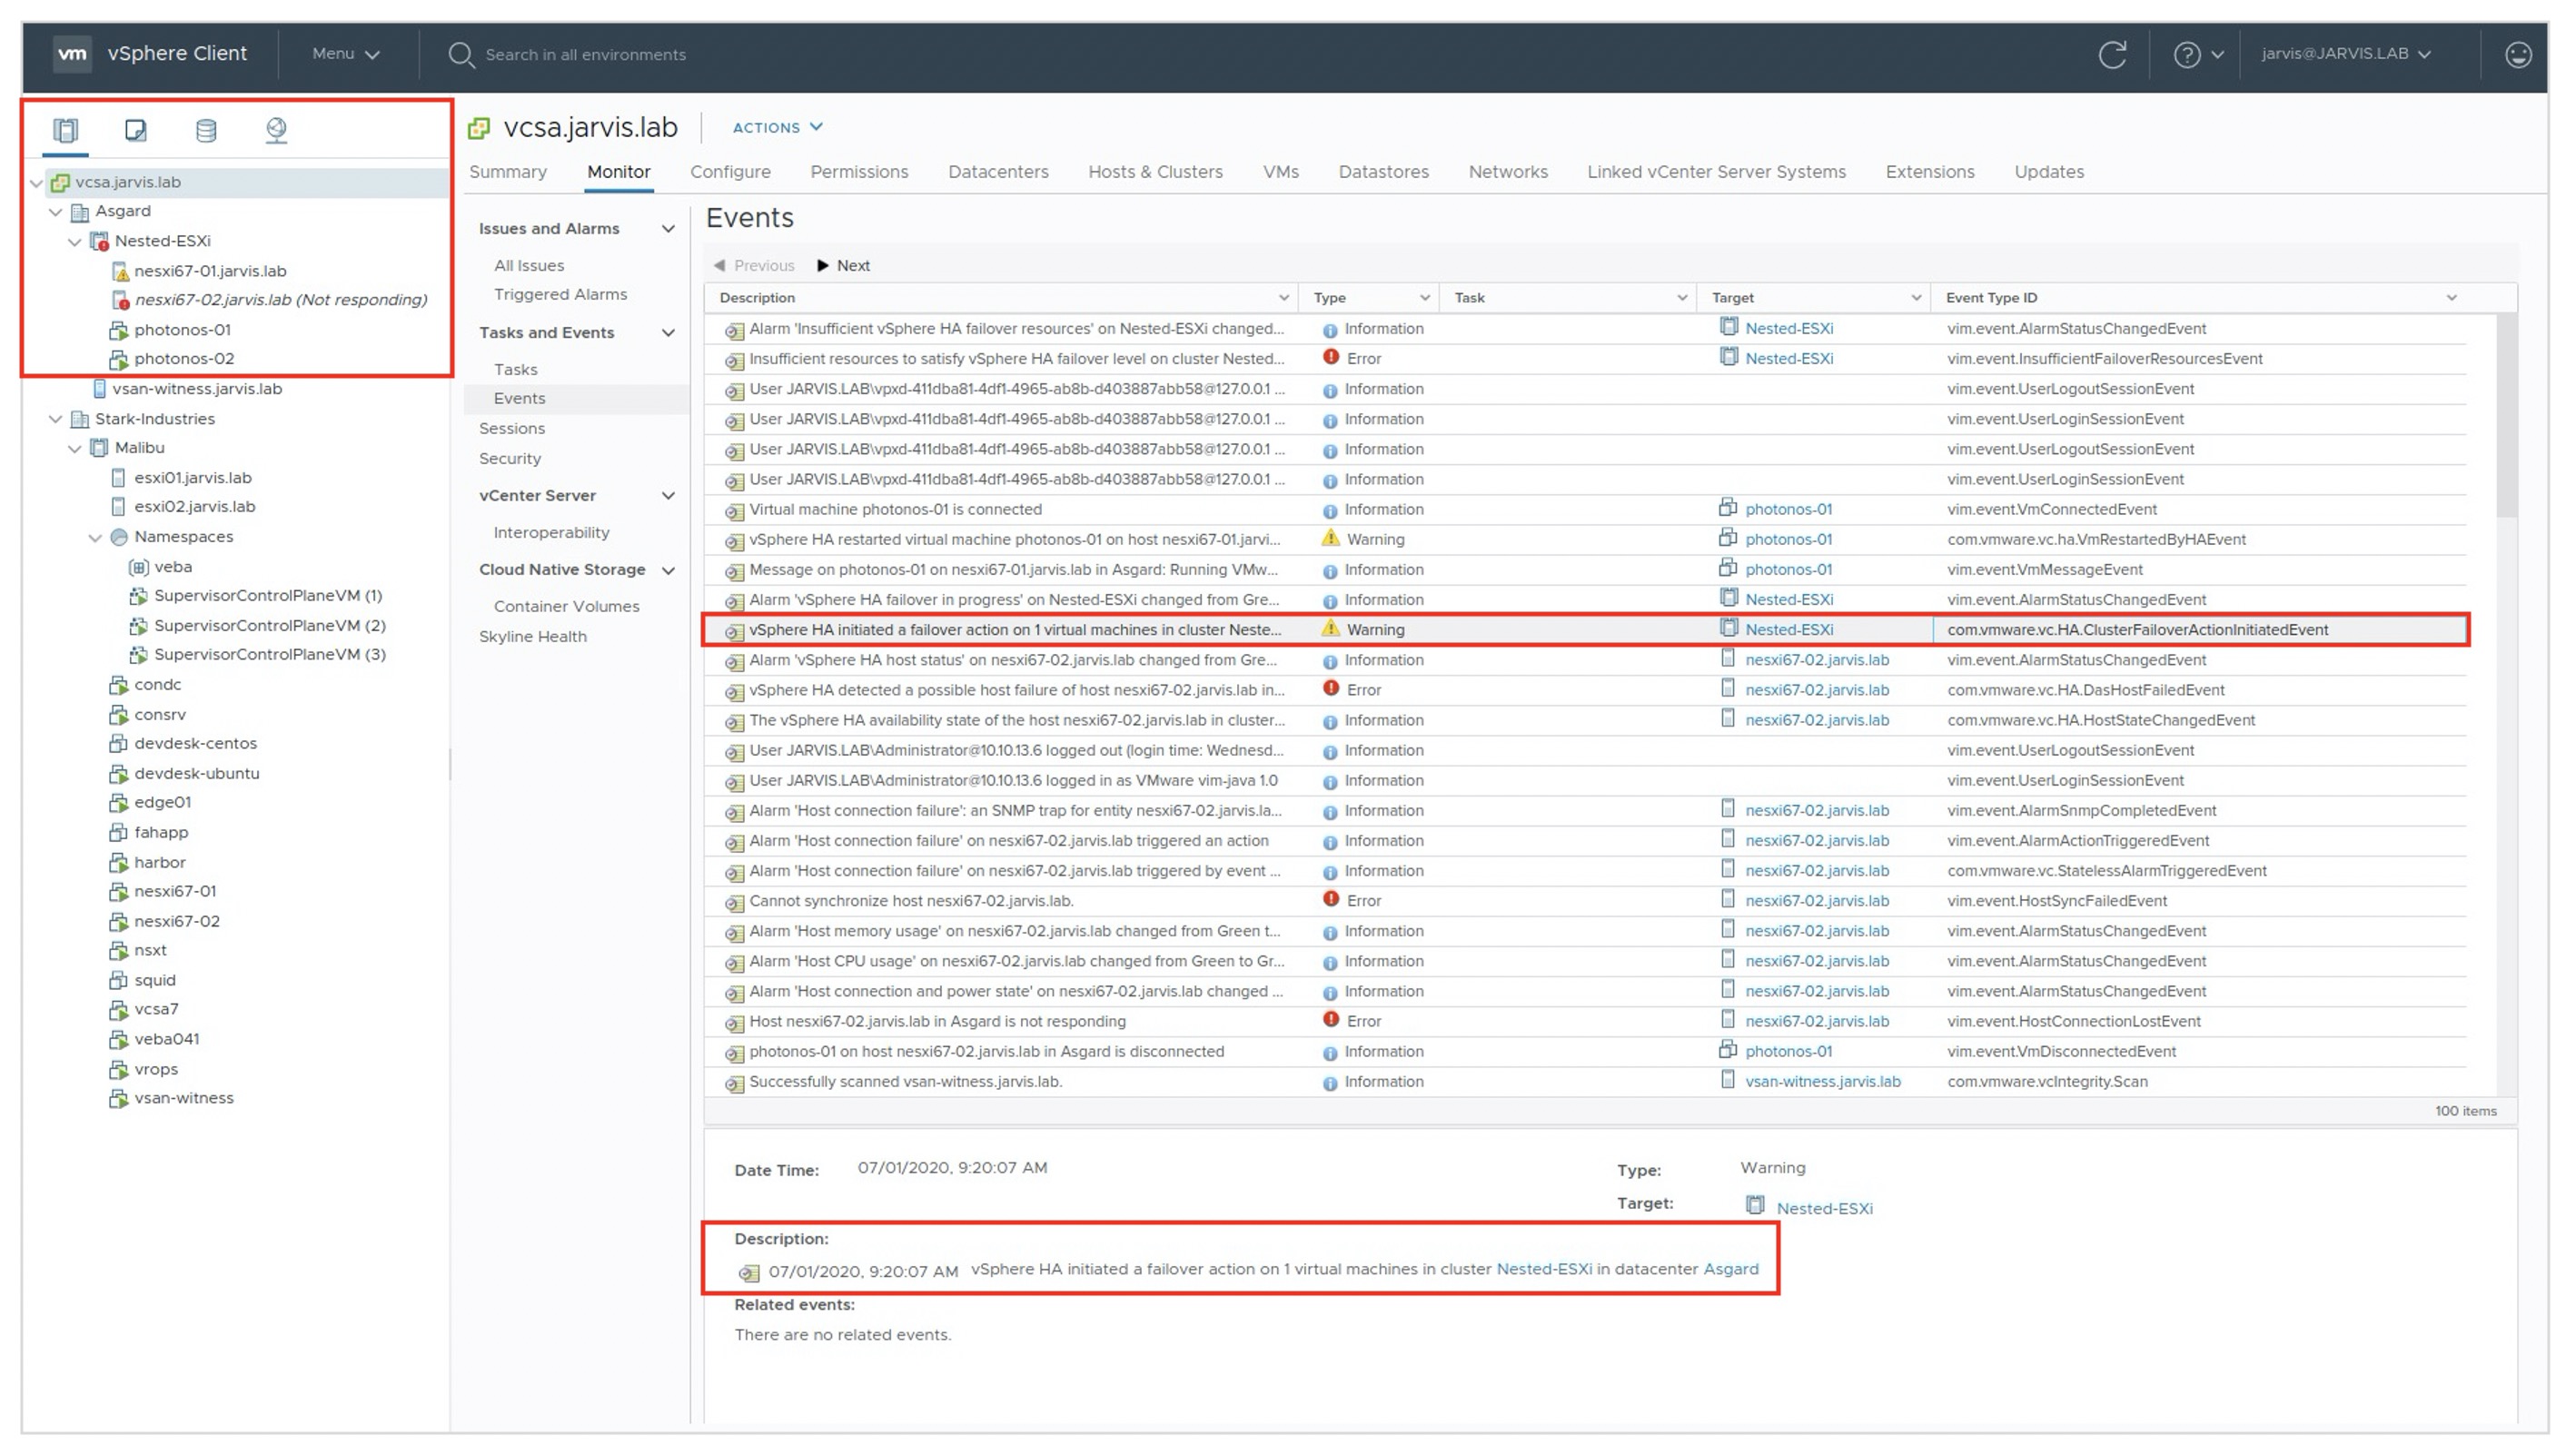 vm vSphere Client Menu Search in all environments jarvis@JARVIS.LAB
vcsa.jarvis.lab
Asgard
Nested-ESXi
nesxi67-01.jarvis.lab
nesxi67-02.jarvis.lab (Not responding)
photonos-01
photonos-02
vsan-witness.jarvis.lab
Stark-Industries
Malibu
esxi01.jarvis.lab
esxi02.jarvis.lab
Namespaces
veba
SupervisorControlPlaneVM (1)
SupervisorControlPlaneVM (2)
SupervisorControlPlaneVM (3)
condc
consrv
devdesk-centos
devdesk-ubuntu
edge01
fahapp
harbor
nesxi67-01
nesxi67-02
nsxt
squid
vcsa7
veba041
vrops
vsan-witness
vcsa.jarvis.lab ACTIONS
Summary Monitor Configure Permissions Datacenters Hosts & Clusters VMs Datastores Networks Linked vCenter Server Systems Extensions Updates
Issues and Alarms
All Issues
Triggered Alarms
Tasks and Events
Tasks
Events
Sessions
Security
vCenter Server
Interoperability
Cloud Native Storage
Container Volumes
Skyline Health
Events
Previous Next
Description Type Task Target Event Type ID
Alarm 'Insufficient vSphere HA failover resources' on Nested-ESXi changed... Information Nested-ESXi vim.event.AlarmStatusChangedEvent
Insufficient resources to satisfy vSphere HA failover level on cluster Nested... Error Nested-ESXi vim.event.InsufficientFailoverResourcesEvent
User JARVIS.LAB\vpxd-411dba81-4df1-4965-ab8b-d403887abb58@127.0.0.1 ... Information vim.event.UserLogoutSessionEvent
User JARVIS.LAB\vpxd-411dba81-4df1-4965-ab8b-d403887abb58@127.0.0.1 ... Information vim.event.UserLoginSessionEvent
User JARVIS.LAB\vpxd-411dba81-4df1-4965-ab8b-d403887abb58@127.0.0.1 ... Information vim.event.UserLogoutSessionEvent
User JARVIS.LAB\vpxd-411dba81-4df1-4965-ab8b-d403887abb58@127.0.0.1 ... Information vim.event.UserLoginSessionEvent
Virtual machine photonos-01 is connected Information photonos-01 vim.event.VmConnectedEvent
vSphere HA restarted virtual machine photonos-01 on host nesxi67-01.jarvi... Warning photonos-01 com.vmware.vc.ha.VmRestartedByHAEvent
Message on photonos-01 on nesxi67-01.jarvis.lab in Asgard: Running VMw... Information photonos-01 vim.event.VmMessageEvent
Alarm 'vSphere HA failover in progress' on Nested-ESXi changed from Gre... Information Nested-ESXi vim.event.AlarmStatusChangedEvent
vSphere HA initiated a failover action on 1 virtual machines in cluster Neste... Warning Nested-ESXi com.vmware.vc.HA.ClusterFailoverActionInitiatedEvent
Alarm 'vSphere HA host status' on nesxi67-02.jarvis.lab changed from Gre... Information nesxi67-02.jarvis.lab vim.event.AlarmStatusChangedEvent
vSphere HA detected a possible host failure of host nesxi67-02.jarvis.lab in... Error nesxi67-02.jarvis.lab com.vmware.vc.HA.DasHostFailedEvent
The vSphere HA availability state of the host nesxi67-02.jarvis.lab in cluster... Information nesxi67-02.jarvis.lab com.vmware.vc.HA.HostStateChangedEvent
User JARVIS.LAB\Administrator@10.10.13.6 logged out (login time: Wednesd... Information vim.event.UserLogoutSessionEvent
User JARVIS.LAB\Administrator@10.10.13.6 logged in as VMware vim-java 1.0 Information vim.event.UserLoginSessionEvent
Alarm 'Host connection failure': an SNMP trap for entity nesxi67-02.jarvis.la... Information nesxi67-02.jarvis.lab vim.event.AlarmSnmpCompletedEvent
Alarm 'Host connection failure' on nesxi67-02.jarvis.lab triggered an action Information nesxi67-02.jarvis.lab vim.event.AlarmActionTriggeredEvent
Alarm 'Host connection failure' on nesxi67-02.jarvis.lab triggered by event ... Information nesxi67-02.jarvis.lab com.vmware.vc.StatelessAlarmTriggeredEvent
Cannot synchronize host nesxi67-02.jarvis.lab. Error nesxi67-02.jarvis.lab vim.event.HostSyncFailedEvent
Alarm 'Host memory usage' on nesxi67-02.jarvis.lab changed from Green t... Information nesxi67-02.jarvis.lab vim.event.AlarmStatusChangedEvent
Alarm 'Host CPU usage' on nesxi67-02.jarvis.lab changed from Green to Gr... Information nesxi67-02.jarvis.lab vim.event.AlarmStatusChangedEvent
Alarm 'Host connection and power state' on nesxi67-02.jarvis.lab changed ... Information nesxi67-02.jarvis.lab vim.event.AlarmStatusChangedEvent
Host nesxi67-02.jarvis.lab in Asgard is not responding Error nesxi67-02.jarvis.lab vim.event.HostConnectionLostEvent
photonos-01 on host nesxi67-02.jarvis.lab in Asgard is disconnected Information photonos-01 vim.event.VmDisconnectedEvent
Successfully scanned vsan-witness.jarvis.lab. Information vsan-witness.jarvis.lab com.vmware.vcIntegrity.Scan
100 items
Date Time: 07/01/2020, 9:20:07 AM Type: Warning
Target: Nested-ESXi
Description:
07/01/2020, 9:20:07 AM vSphere HA initiated a failover action on 1 virtual machines in cluster Nested-ESXi in datacenter Asgard
Related events:
There are no related events.